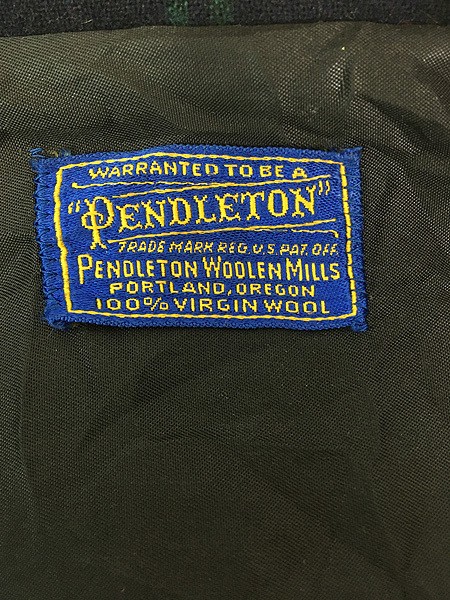 WARRANTED TO BE A
"PENDLETON"
TRADE MARK REG. U.S. PAT. OFF.
PENDLETON WOOLEN MILLS
PORTLAND, OREGON
100% VIRGIN WOOL